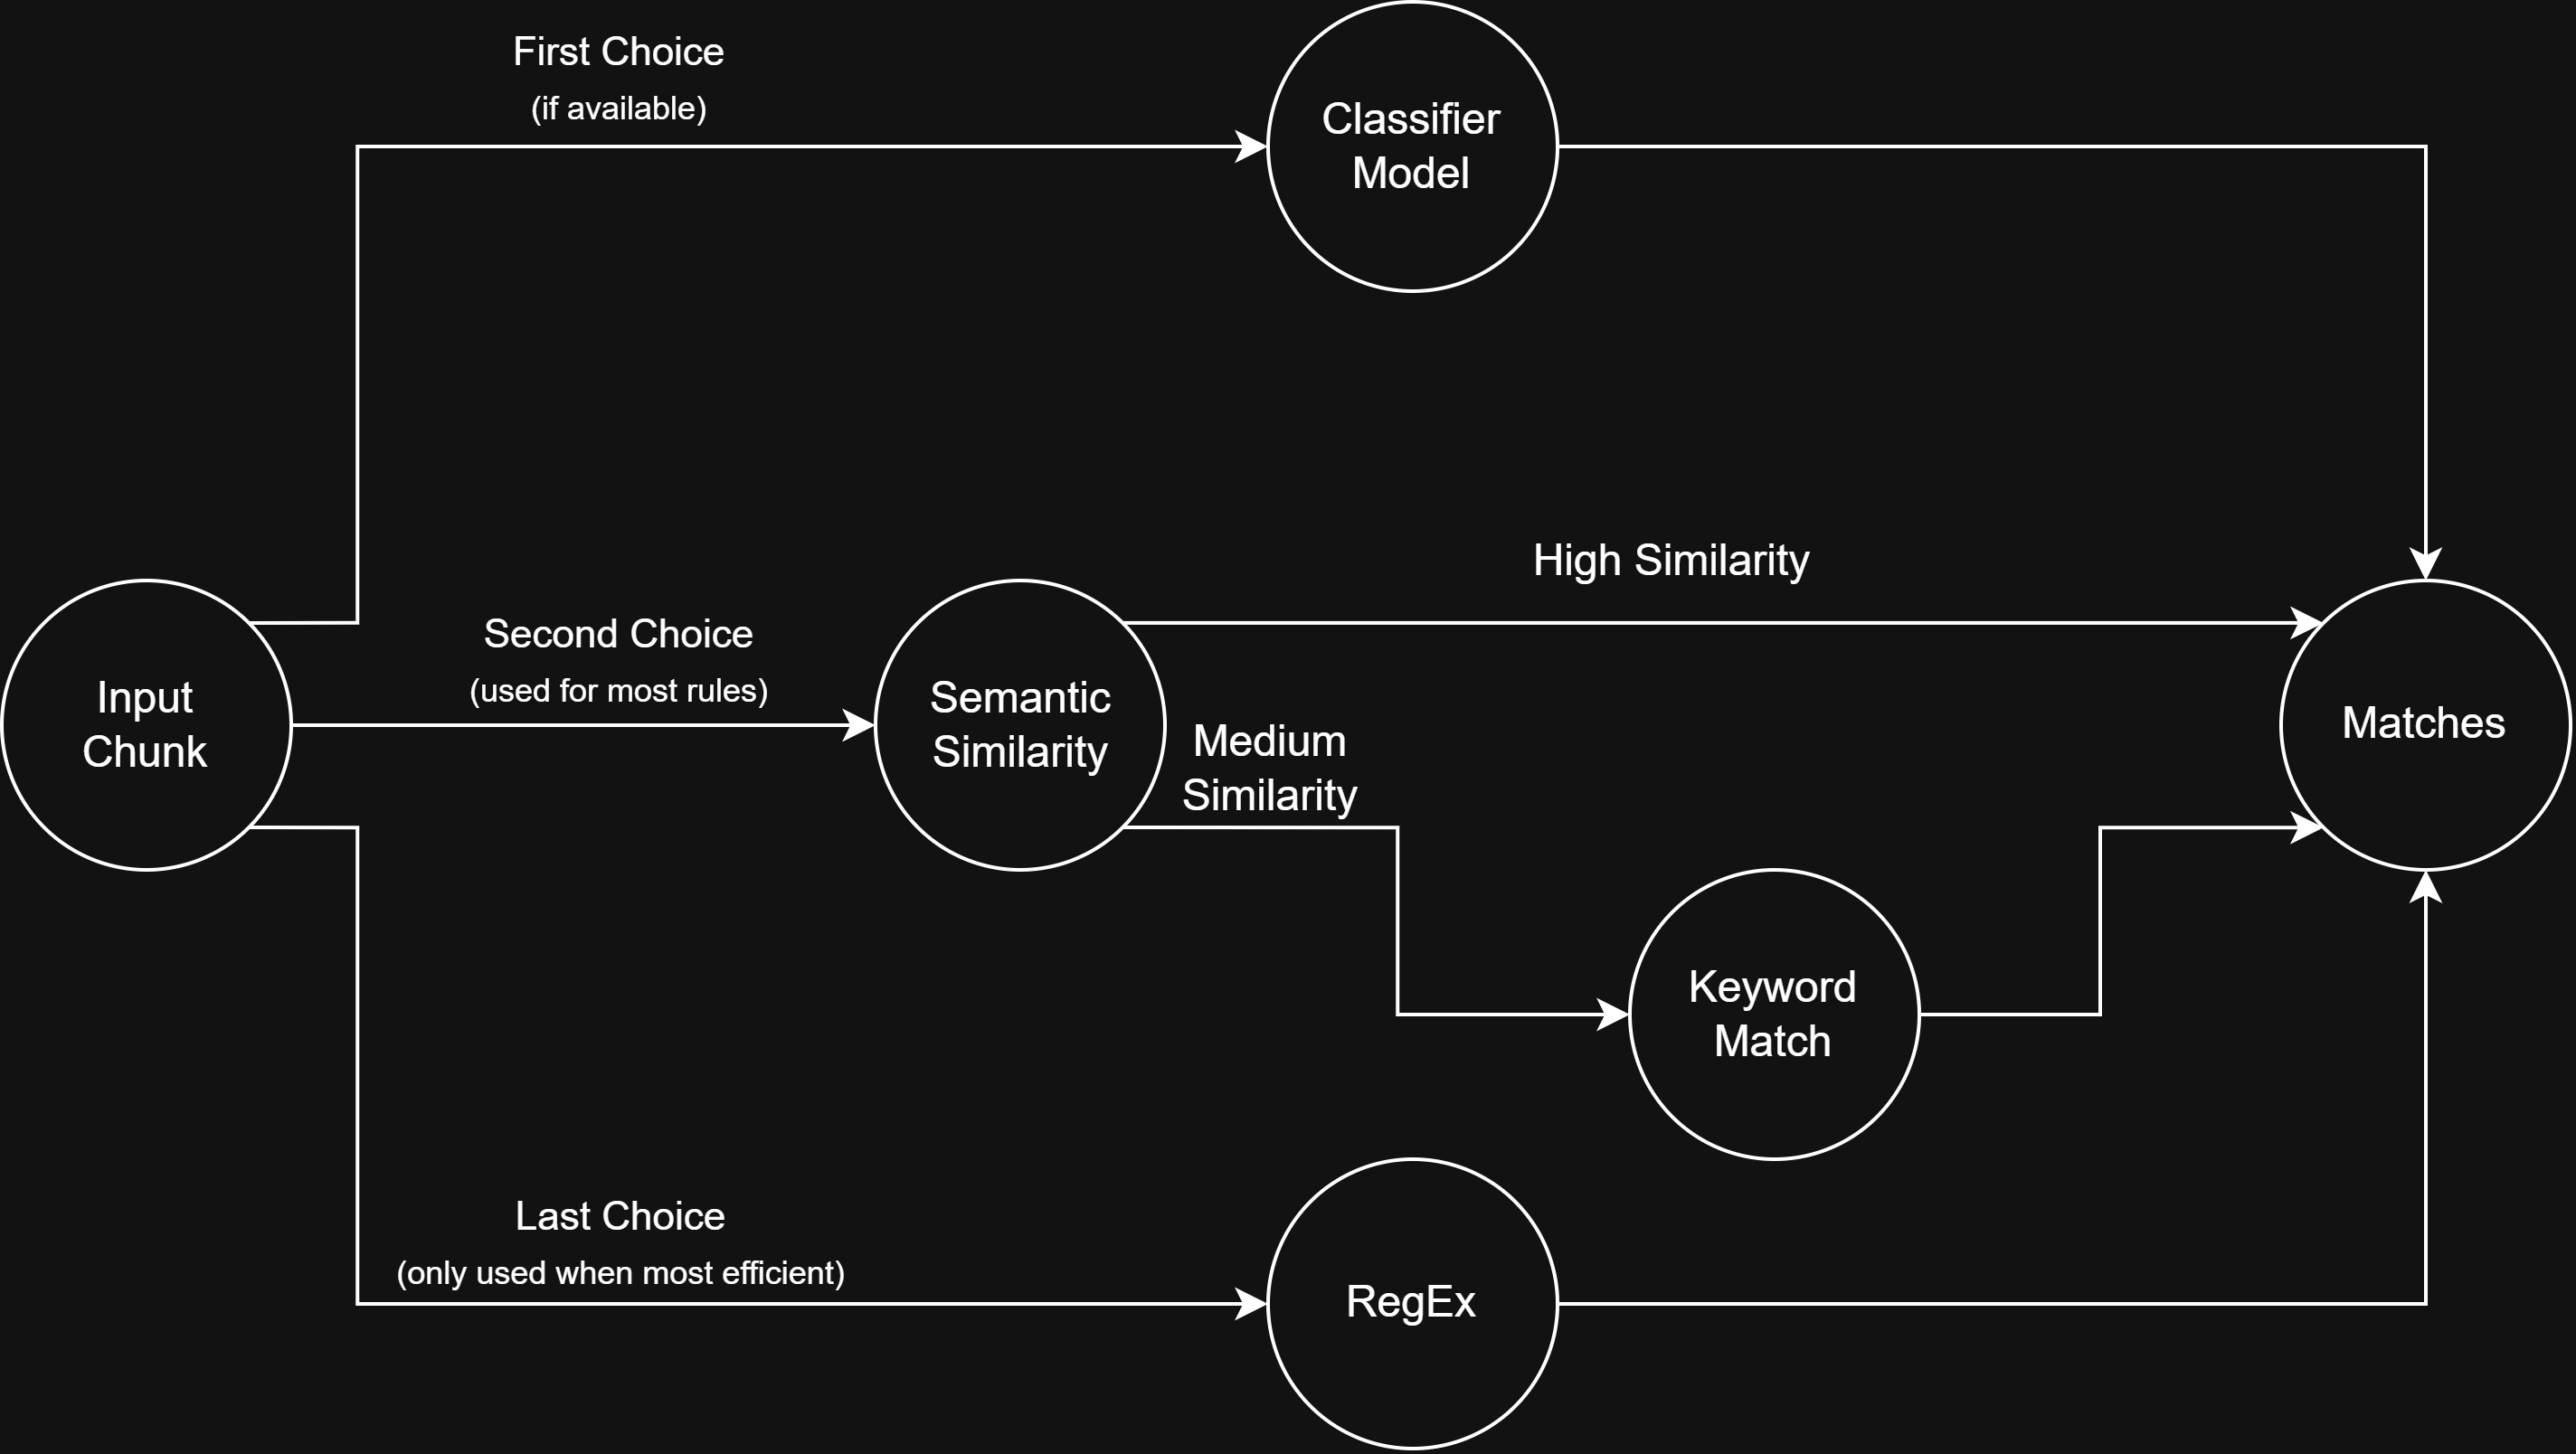 First Choice
(if available)
Classifier
Model
High Similarity
Input
Chunk
Second Choice
(used for most rules)
Semantic
Similarity
Medium
Similarity
Matches
Keyword
Match
Last Choice
(only used when most efficient)
RegEx